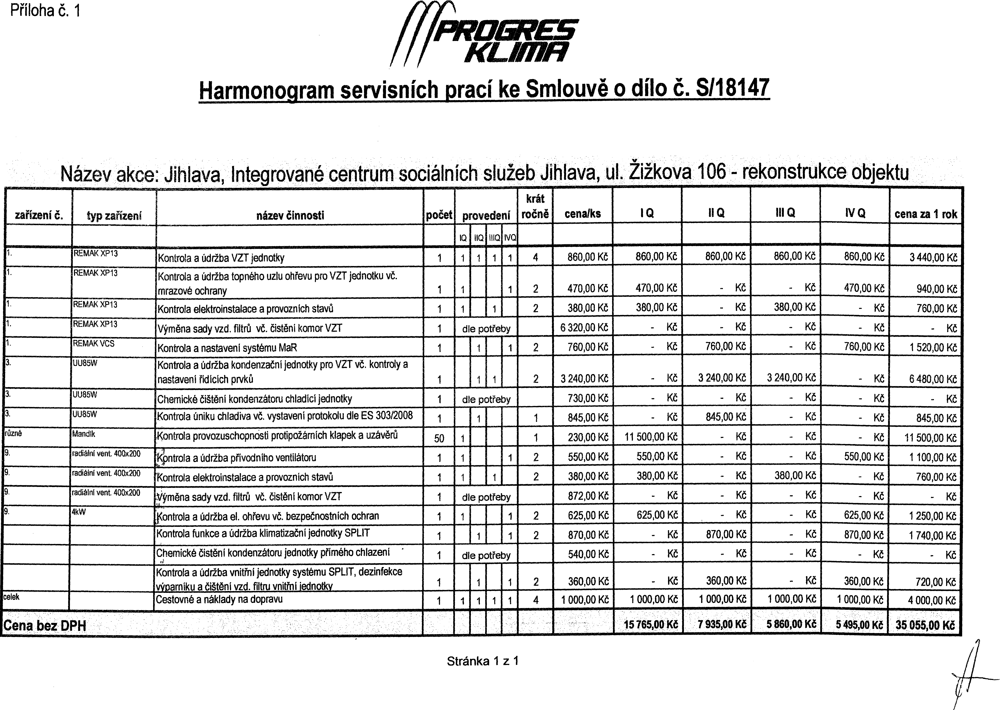 Příloha č. 1
PROGRES
KLIMA
Harmonogram servisních prací ke Smlouvě o dílo č. S/18147
Název akce: Jihlava, Integrované centrum sociálních služeb Jihlava, ul. Žižkova 106 - rekonstrukce objektu
zařízení č. typ zařízení název činnosti počet provedení krát ročně cena/ks I Q II Q III Q IV Q cena za 1 rok
IQ IIQ IIIQ IVQ
1. REMAK XP13 Kontrola a údržba VZT jednotky 1 1 1 1 1 4 860,00 Kč 860,00 Kč 860,00 Kč 860,00 Kč 860,00 Kč 3 440,00 Kč
1. REMAK XP13 Kontrola a údržba topného uzlu ohřevu pro VZT jednotku vč.
mrazové ochrany 1 1 1 2 470,00 Kč 470,00 Kč - Kč - Kč 470,00 Kč 940,00 Kč
1. REMAK XP13 Kontrola elektroinstalace a provozních stavů 1 1 1 2 380,00 Kč 380,00 Kč - Kč 380,00 Kč - Kč 760,00 Kč
1. REMAK XP13 Výměna sady vzd. filtrů vč. čistění komor VZT 1 dle potřeby 6 320,00 Kč - Kč - Kč - Kč - Kč - Kč
1. REMAK VCS Kontrola a nastavení systému MaR 1 1 1 2 760,00 Kč - Kč 760,00 Kč - Kč 760,00 Kč 1 520,00 Kč
3. UU85W Kontrola a údržba kondenzační jednotky pro VZT vč. kontroly a
nastavení řídících prvků 1 1 1 2 3 240,00 Kč - Kč 3 240,00 Kč 3 240,00 Kč - Kč 6 480,00 Kč
3. UU85W Chemické čištění kondenzátoru chladící jednotky 1 dle potřeby 730,00 Kč - Kč - Kč - Kč - Kč - Kč
3. UU85W Kontrola úniku chladiva vč. vystavení protokolu dle ES 303/2008 1 1 1 845,00 Kč - Kč 845,00 Kč - Kč - Kč 845,00 Kč
různé Mandík Kontrola provozuschopnosti protipožárních klapek a uzávěrů 50 1 1 230,00 Kč 11 500,00 Kč - Kč - Kč - Kč 11 500,00 Kč
9. radiální vent. 400x200 Kontrola a údržba přívodního ventilátoru 1 1 1 2 550,00 Kč 550,00 Kč - Kč - Kč 550,00 Kč 1 100,00 Kč
9. radiální vent. 400x200 Kontrola elektroinstalace a provozních stavů 1 1 1 2 380,00 Kč 380,00 Kč - Kč 380,00 Kč - Kč 760,00 Kč
9. radiální vent. 400x200 Výměna sady vzd. filtrů vč. čistění komor VZT 1 dle potřeby 872,00 Kč - Kč - Kč - Kč - Kč - Kč
9. 4kW Kontrola a údržba el. ohřevu vč. bezpečnostních ochran 1 1 1 2 625,00 Kč 625,00 Kč - Kč - Kč 625,00 Kč 1 250,00 Kč
Kontrola funkce a údržba klimatizační jednotky SPLIT 1 1 1 2 870,00 Kč - Kč 870,00 Kč - Kč 870,00 Kč 1 740,00 Kč
Chemické čistění kondenzátoru jednotky přímého chlazení 1 dle potřeby 540,00 Kč - Kč - Kč - Kč - Kč - Kč
Kontrola a údržba vnitřní jednotky systému SPLIT, dezinfekce
výparníku a čištění vzd. filtru vnitřní jednotky 1 1 1 2 360,00 Kč - Kč 360,00 Kč - Kč 360,00 Kč 720,00 Kč
celek Cestovné a náklady na dopravu 1 1 1 1 1 4 1 000,00 Kč 1 000,00 Kč 1 000,00 Kč 1 000,00 Kč 1 000,00 Kč 4 000,00 Kč
Cena bez DPH 15 765,00 Kč 7 935,00 Kč 5 860,00 Kč 5 495,00 Kč 35 055,00 Kč
Stránka 1 z 1